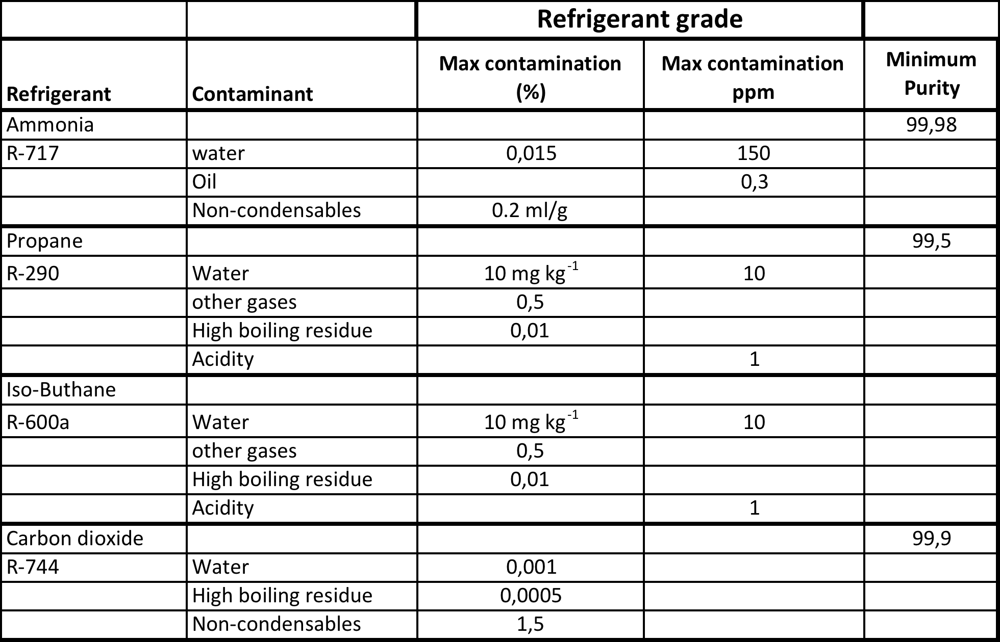 Refrigerant grade
Refrigerant Contaminant Max contamination (%) Max contamination ppm Minimum Purity
Ammonia 99,98
R-717 water 0,015 150
Oil 0,3
Non-condensables 0.2 ml/g
Propane 99,5
R-290 Water 10 mg kg⁻¹ 10
other gases 0,5
High boiling residue 0,01
Acidity 1
Iso-Buthane
R-600a Water 10 mg kg⁻¹ 10
other gases 0,5
High boiling residue 0,01
Acidity 1
Carbon dioxide 99,9
R-744 Water 0,001
High boiling residue 0,0005
Non-condensables 1,5